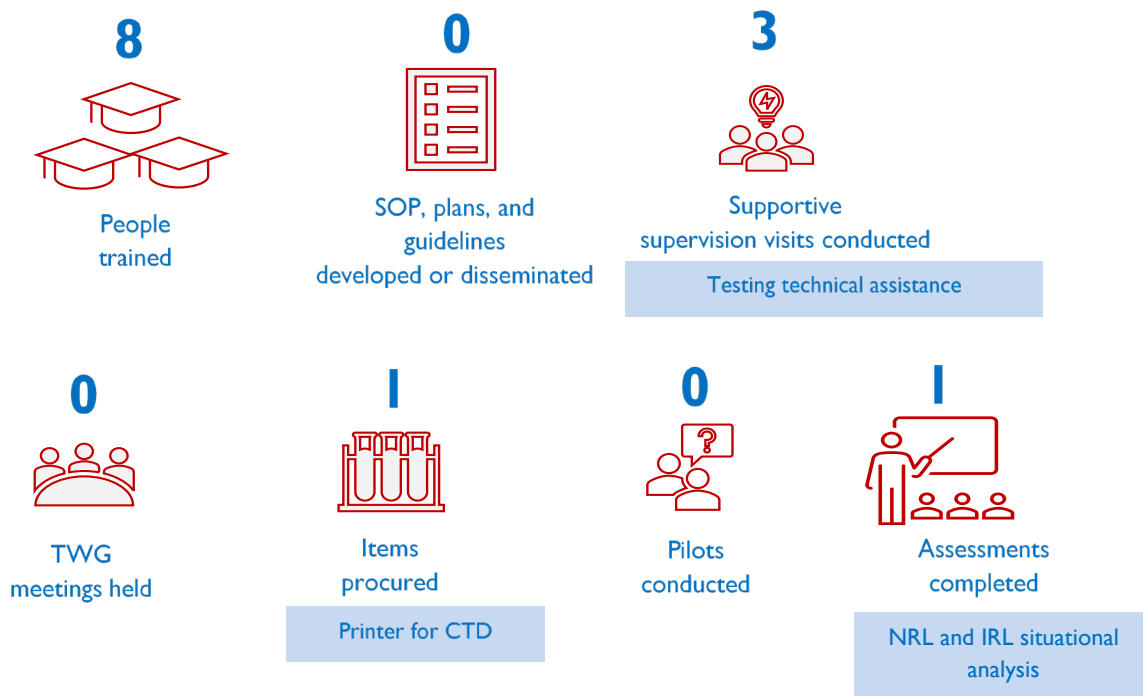 8
People
trained
0
SOP, plans, and
guidelines
developed or disseminated
3
Supportive
supervision visits conducted
Testing technical assistance
0
TWG
meetings held
1
Items
procured
Printer for CTD
0
?
Pilots
conducted
1
Assessments
completed
NRL and IRL situational
analysis